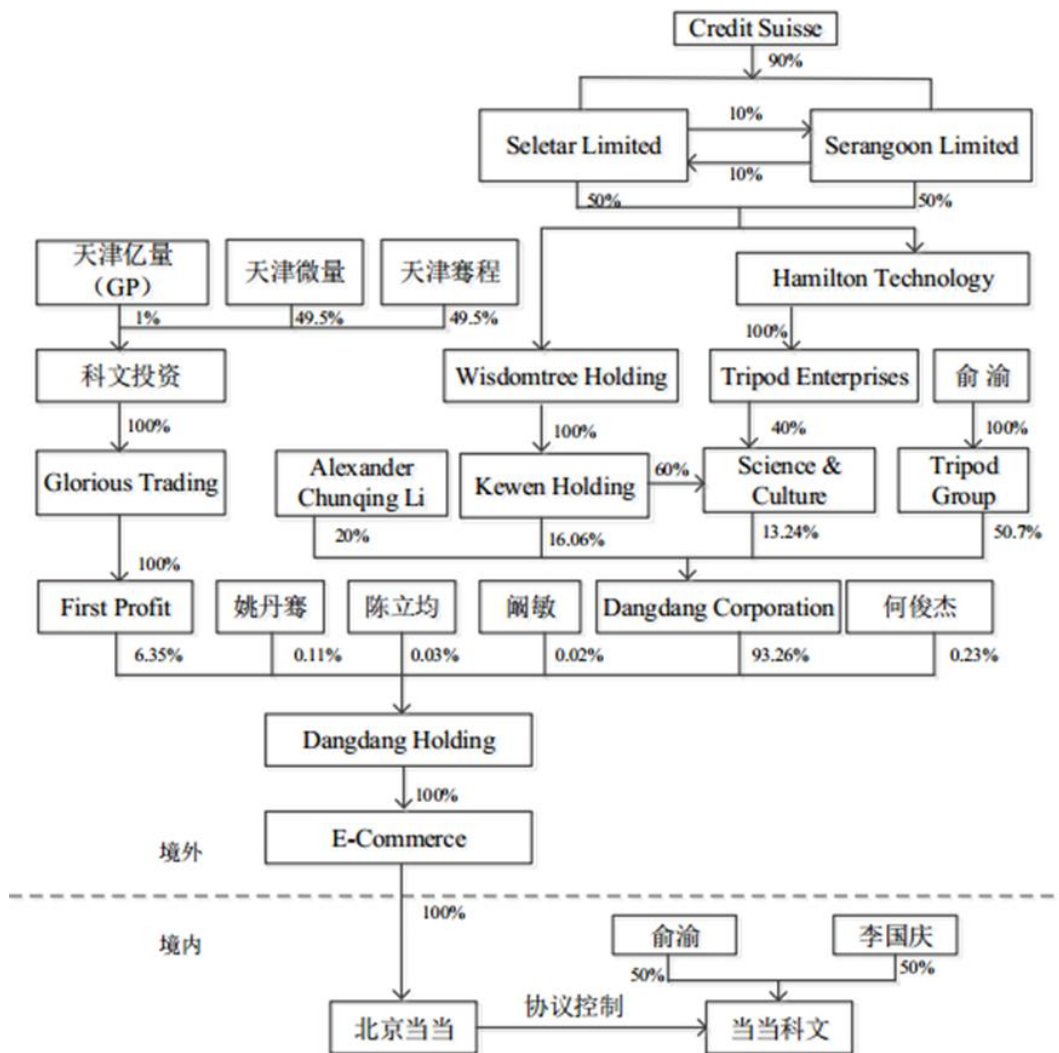 Credit Suisse
90%
Seletar Limited
10%
10%
Serangoon Limited
50%
50%
天津亿量
(GP)
天津微量
天津骞程
Hamilton Technology
1%
49.5%
49.5%
100%
科文投资
Wisdomtree Holding
Tripod Enterprises
俞 渝
100%
100%
40%
100%
Glorious Trading
Alexander
Chunqing Li
Kewen Holding
60%
Science &
Culture
Tripod
Group
20%
16.06%
13.24%
50.7%
100%
First Profit
姚丹骞
陈立均
阚敏
Dangdang Corporation
何俊杰
6.35%
0.11%
0.03%
0.02%
93.26%
0.23%
Dangdang Holding
100%
E-Commerce
境外
100%
境内
俞渝
李国庆
50%
50%
北京当当
协议控制
当当科文